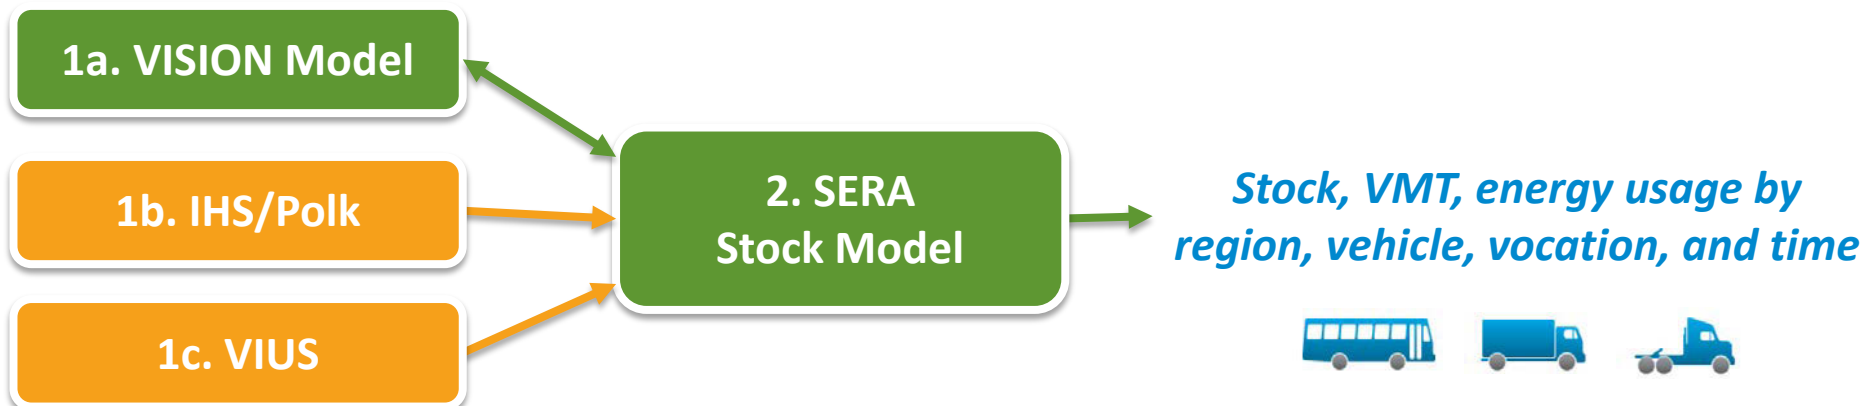 1a. VISION Model
1b. IHS/Polk
1c. VIUS
2. SERA
Stock Model
Stock, VMT, energy usage by
region, vehicle, vocation, and time